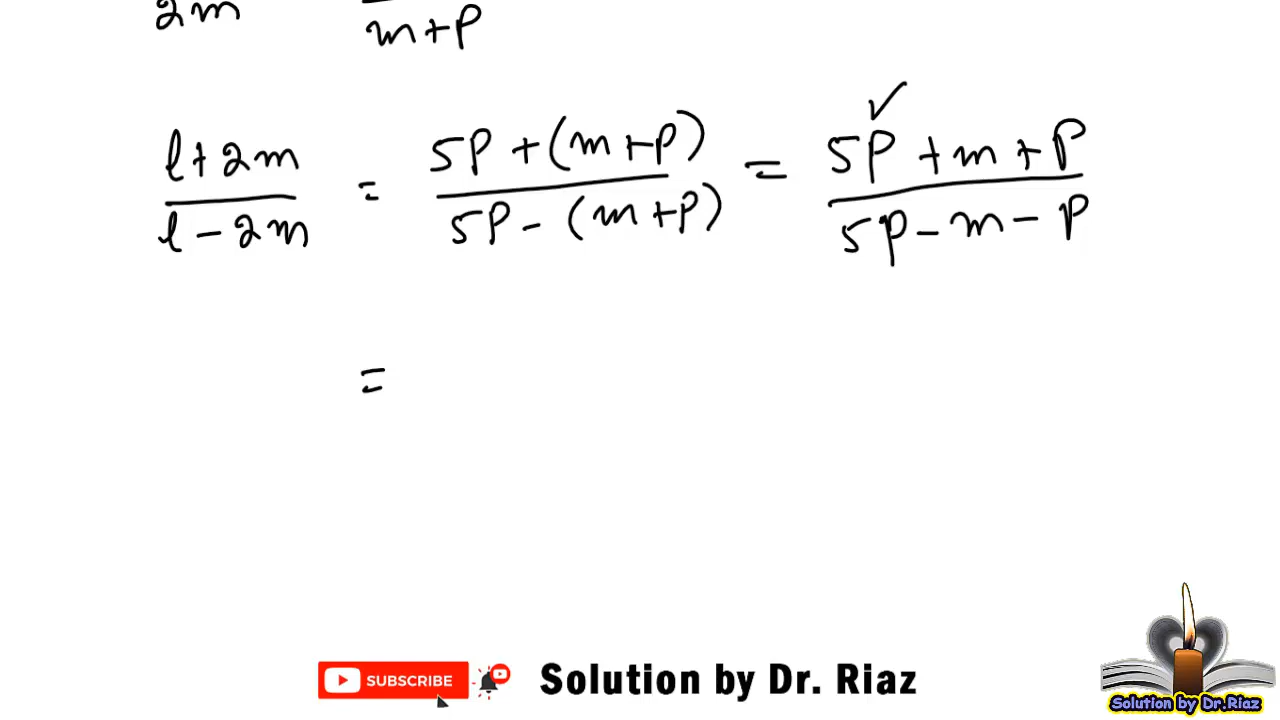 2m m+p
l+2m / l-2m = 5p+(m+p) / 5p-(m+p) = 5p+m+p / 5p-m-p
=
SUBSCRIBE Solution by Dr. Riaz
Solution by Dr.Riaz